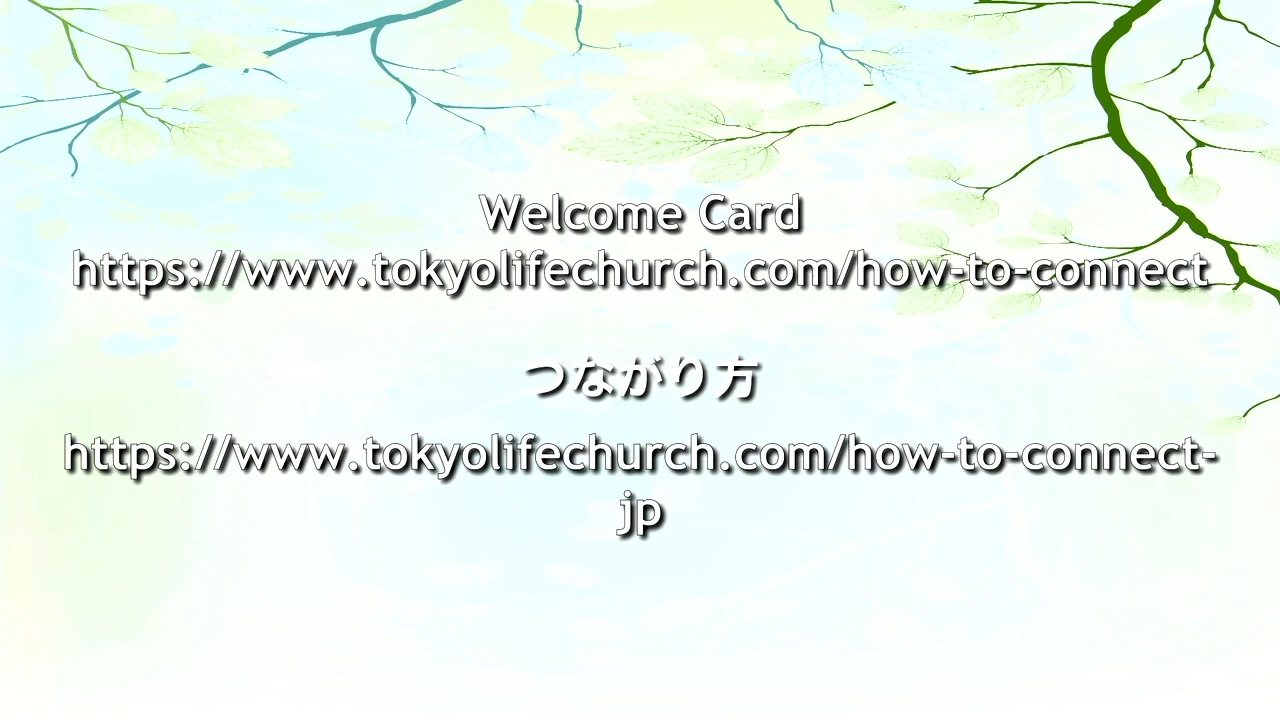 Welcome Card
https://www.tokyolifechurch.com/how-to-connect
つながり方
https://www.tokyolifechurch.com/how-to-connect-
jp